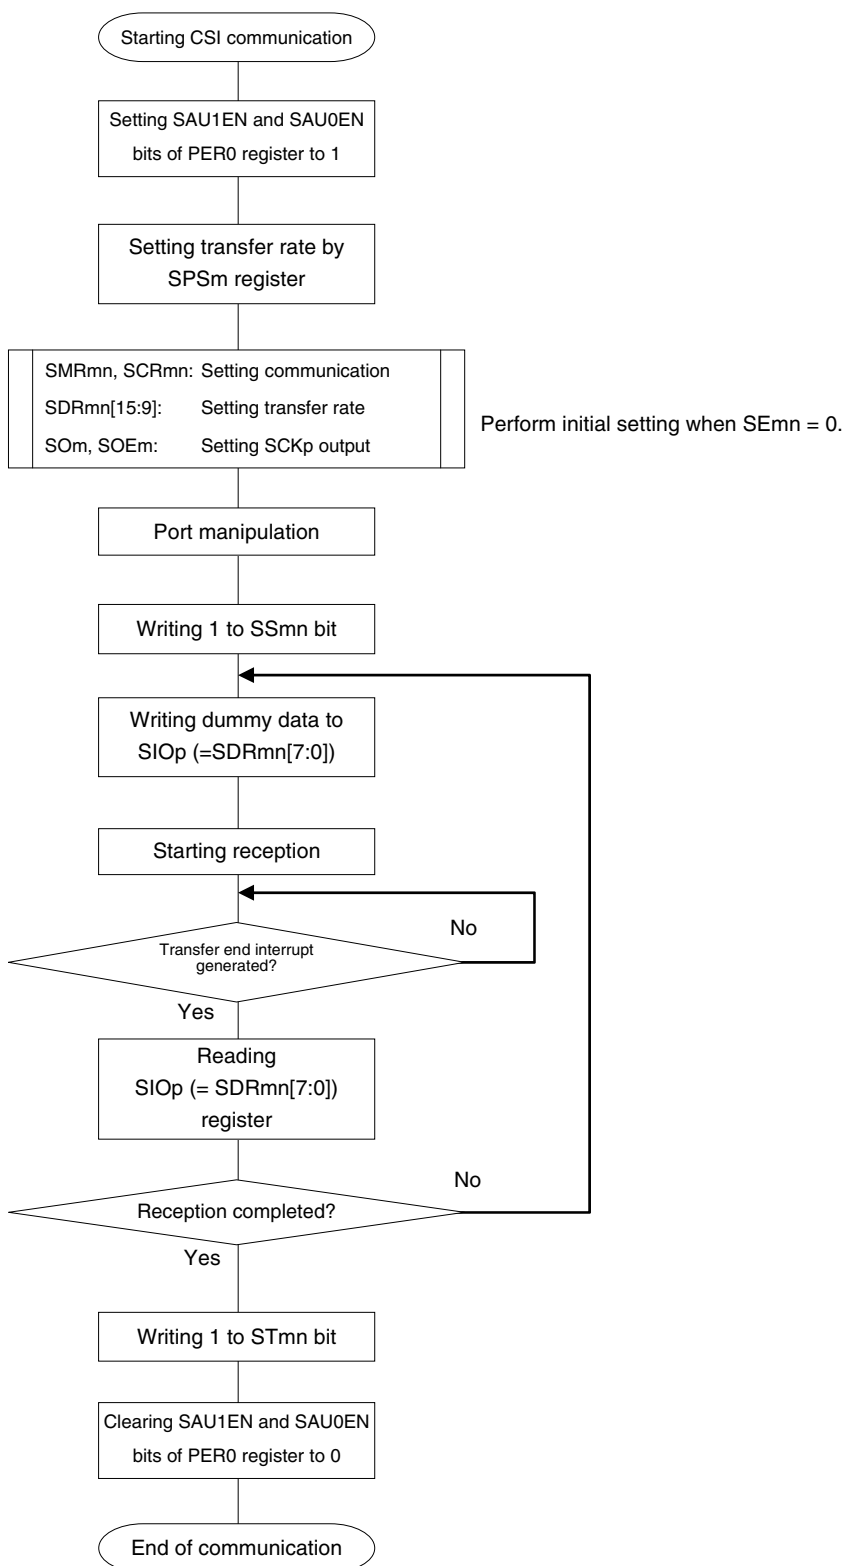 Starting CSI communication
Setting SAU1EN and SAU0EN
bits of PER0 register to 1
Setting transfer rate by
SPSm register
SMRmn, SCRmn: Setting communication
SDRmn[15:9]: Setting transfer rate
SOm, SOEm: Setting SCKp output
Perform initial setting when SEmn = 0.
Port manipulation
Writing 1 to SSmn bit
Writing dummy data to
SIOp (=SDRmn[7:0])
Starting reception
No
Transfer end interrupt
generated?
Yes
Reading
SIOp (= SDRmn[7:0])
register
No
Reception completed?
Yes
Writing 1 to STmn bit
Clearing SAU1EN and SAU0EN
bits of PER0 register to 0
End of communication